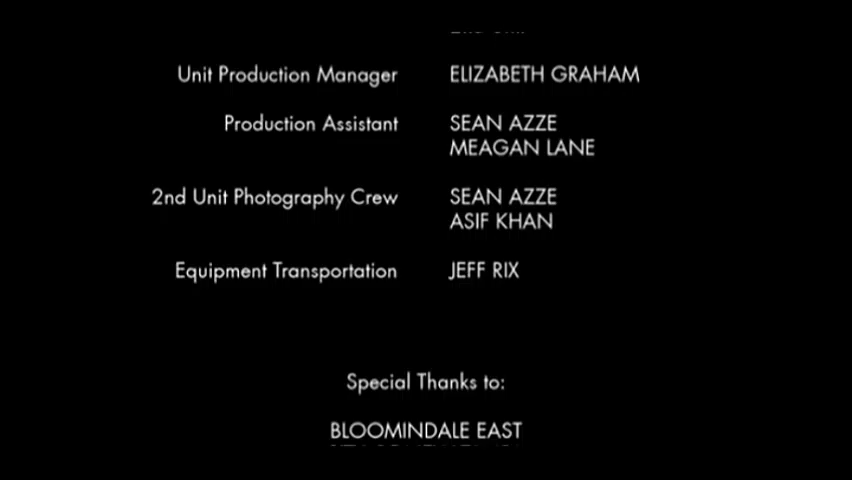 Unit Production Manager ELIZABETH GRAHAM
Production Assistant SEAN AZZE
MEAGAN LANE
2nd Unit Photography Crew SEAN AZZE
ASIF KHAN
Equipment Transportation JEFF RIX
Special Thanks to:
BLOOMINDALE EAST